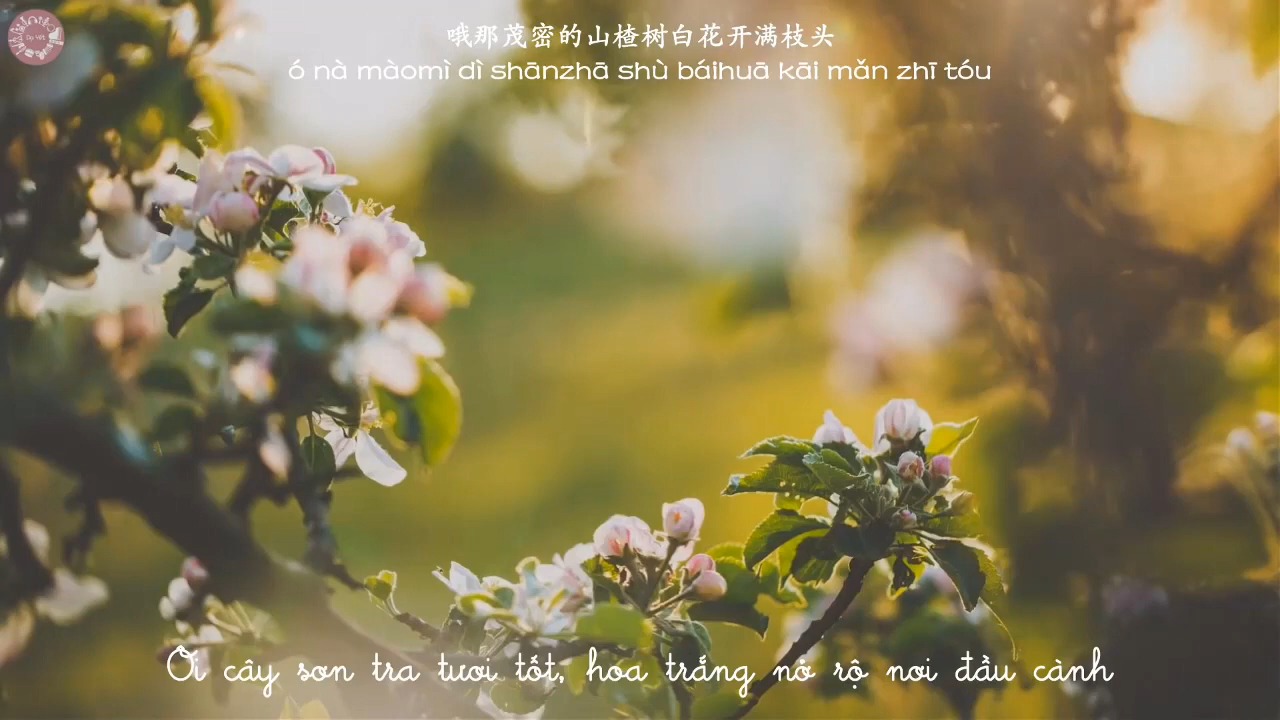 哦那茂密的山楂树白花开满枝头
ó nà màomì dì shānzhā shù báihuā kāi mǎn zhī tóu
Ơi cây sơn tra tươi tốt, hoa trắng nở rộ nơi đầu cành